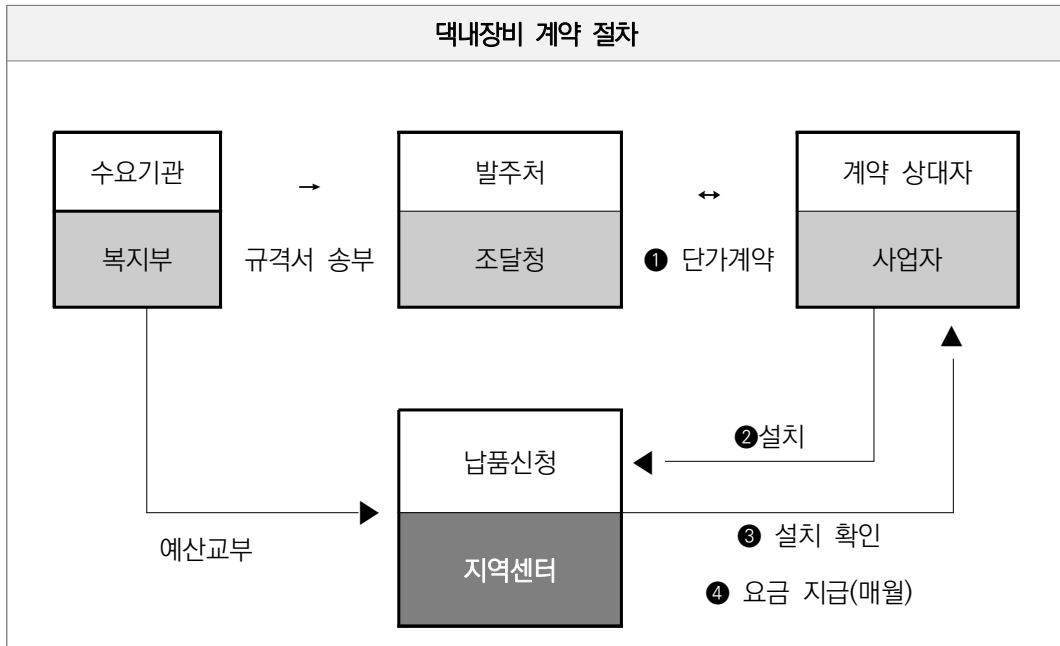 댁내장비 계약 절차
수요기관
→
발주처
↔
계약 상대자
복지부
규격서 송부
조달청
❶ 단가계약
사업자
납품신청
❷설치
예산교부
지역센터
❸ 설치 확인
❹ 요금 지급(매월)